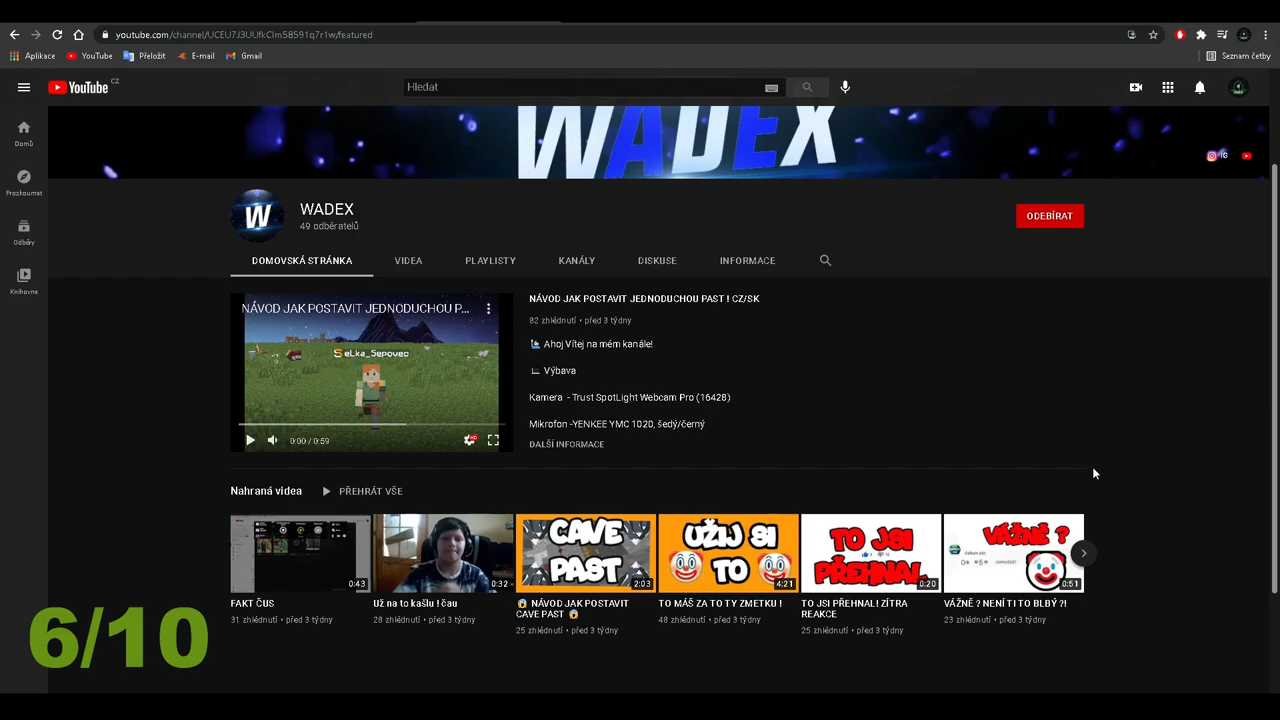 youtube.com/channel/UCEU7J3UUfkCIm58591q7r1w/featured
Aplikace YouTube Přeložit E-mail Gmail Seznam četby
YouTube CZ
Hledat
WADEX
IG
Domů
Prozkoumat
Odběry
Knihovna
W
WADEX
49 odběratelů
ODEBÍRAT
DOMOVSKÁ STRÁNKA VIDEA PLAYLISTY KANÁLY DISKUSE INFORMACE
NÁVOD JAK POSTAVIT JEDNODUCHOU P...
S eLka_Sepovec
0:00 / 0:59
HD
NÁVOD JAK POSTAVIT JEDNODUCHOU PAST ! CZ/SK
82 zhlédnutí • před 3 týdny
Ahoj Vítej na mém kanále!
Výbava
Kamera - Trust SpotLight Webcam Pro (16428)
Mikrofon -YENKEE YMC 1020, šedý/černý
DALŠÍ INFORMACE
Nahraná videa PŘEHRÁT VŠE
0:43
FAKT ČUS
31 zhlédnutí • před 3 týdny
0:32
Už na to kašlu ! čau
28 zhlédnutí • před 3 týdny
CAVE
PAST
2:03
😱 NÁVOD JAK POSTAVIT
CAVE PAST 😱
25 zhlédnutí • před 3 týdny
UŽIJ SI
TO
4:21
TO MÁŠ ZA TO TY ZMETKU !
48 zhlédnutí • před 3 týdny
TO JSI
PŘEHNAL
0:20
TO JSI PŘEHNAL! ZÍTRA
REAKCE
25 zhlédnutí • před 3 týdny
VÁŽNĚ ?
0:51
VÁŽNĚ ? NENÍ TI TO BLBÝ ?!
23 zhlédnutí • před 3 týdny
6/10